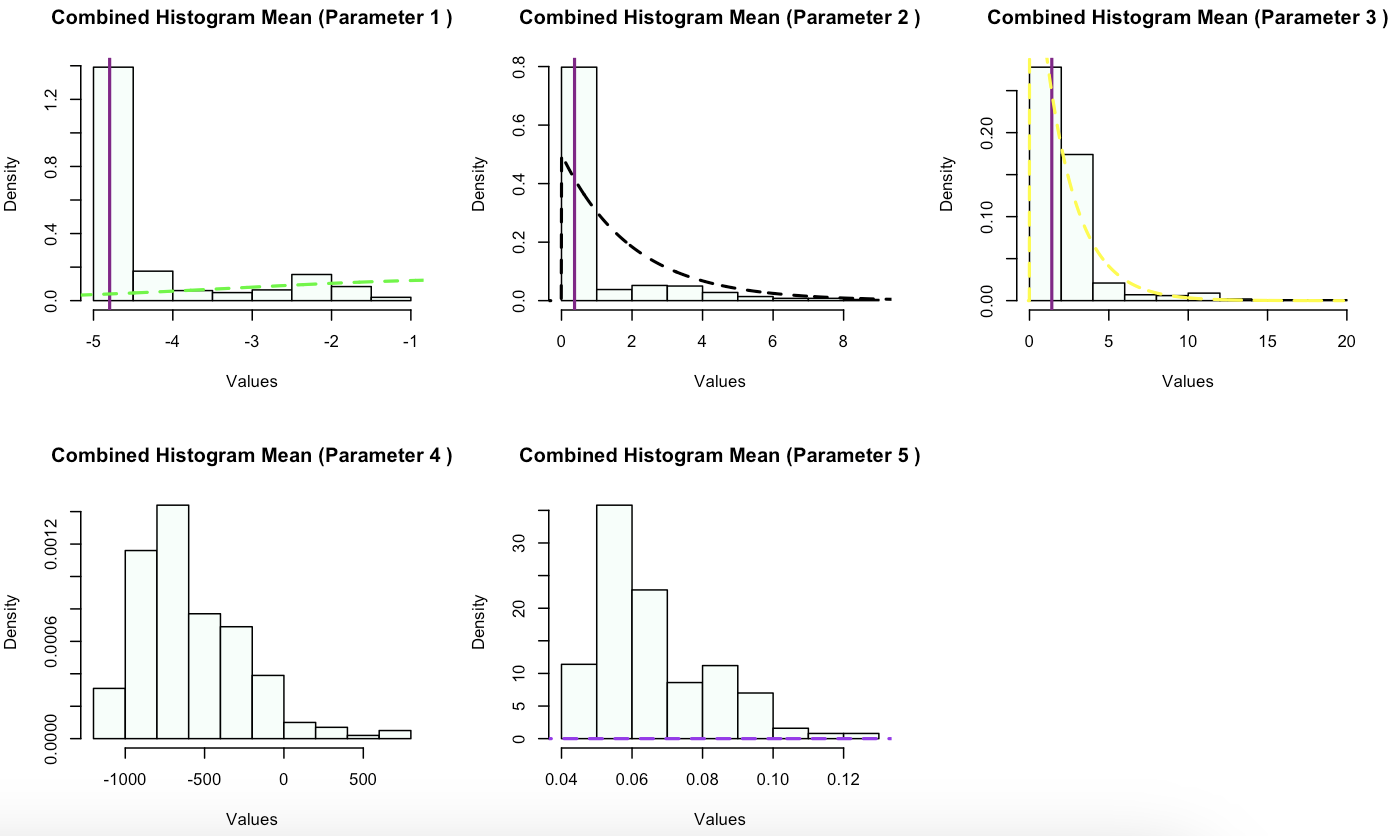 Combined Histogram Mean (Parameter 1 )
Density
0.0 0.4 0.8 1.2
-5 -4 -3 -2 -1
Values
Combined Histogram Mean (Parameter 2 )
Density
0.0 0.2 0.4 0.6 0.8
0 2 4 6 8
Values
Combined Histogram Mean (Parameter 3 )
Density
0.00 0.10 0.20
0 5 10 15 20
Values
Combined Histogram Mean (Parameter 4 )
Density
0.0000 0.0006 0.0012
-1000 -500 0 500
Values
Combined Histogram Mean (Parameter 5 )
Density
0 5 10 20 30
0.04 0.06 0.08 0.10 0.12
Values